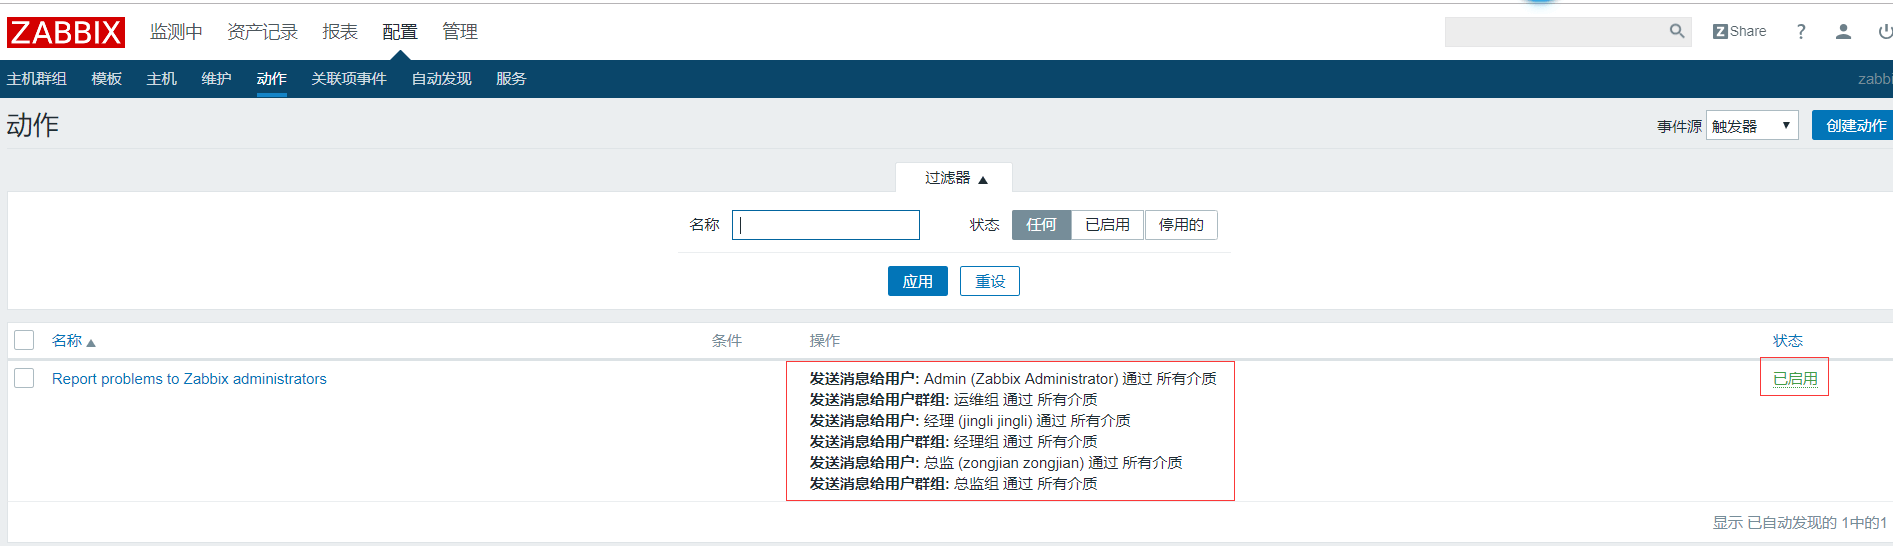 ZABBIX 监测中 资产记录 报表 配置 管理 Z Share ?
主机群组 模板 主机 维护 动作 关联项事件 自动发现 服务 zabbi
动作 事件源 触发器 创建动作
过滤器
名称 状态 任何 已启用 停用的
应用 重设
名称 条件 操作 状态
Report problems to Zabbix administrators 发送消息给用户: Admin (Zabbix Administrator) 通过 所有介质 已启用
发送消息给用户群组: 运维组 通过 所有介质
发送消息给用户: 经理 (jingli jingli) 通过 所有介质
发送消息给用户群组: 经理组 通过 所有介质
发送消息给用户: 总监 (zongjian zongjian) 通过 所有介质
发送消息给用户群组: 总监组 通过 所有介质
显示 已自动发现的 1中的1